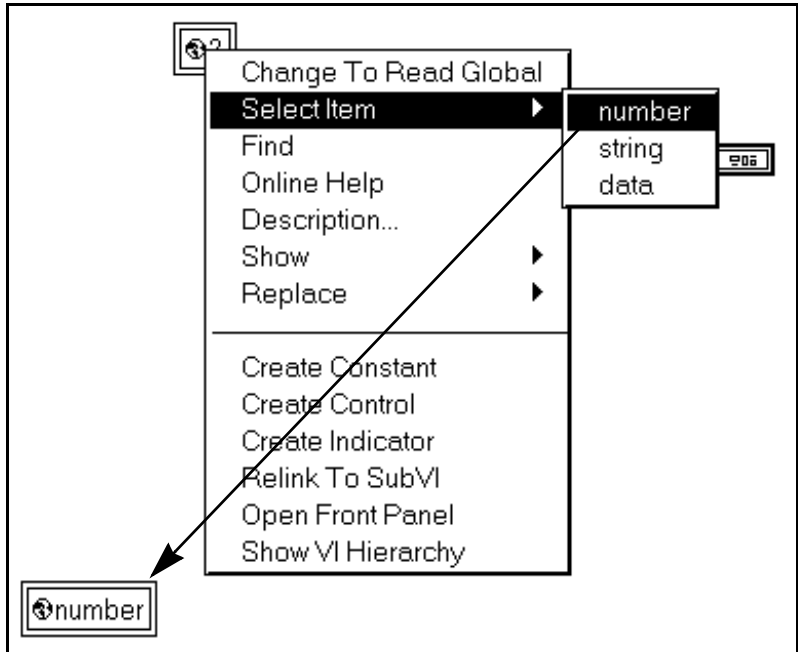 ?
Change To Read Global
Select Item
number
string
data
Find
Online Help
Description...
Show
Replace
Create Constant
Create Control
Create Indicator
Relink To SubVI
Open Front Panel
Show VI Hierarchy
number